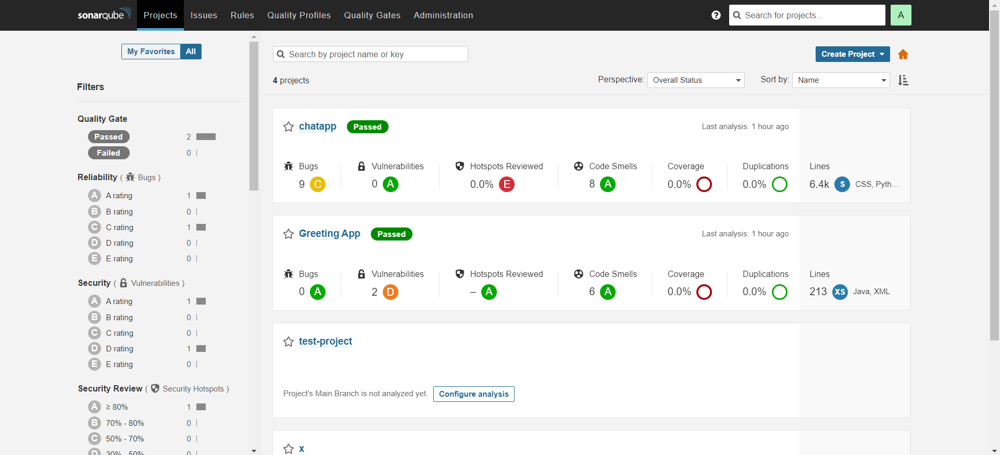 sonarqube Projects Issues Rules Quality Profiles Quality Gates Administration ? Search for projects... A
My Favorites All
Filters
Quality Gate
Passed 2
Failed 0
Reliability ( Bugs )
A A rating 1
B B rating 0
C C rating 1
D D rating 0
E E rating 0
Security ( Vulnerabilities )
A A rating 1
B B rating 0
C C rating 0
D D rating 1
E E rating 0
Security Review ( Security Hotspots )
A ≥ 80% 1
B 70% - 80% 0
C 50% - 70% 0
D 30% - 50% 0
Search by project name or key Create Project
4 projects Perspective: Overall Status Sort by: Name
chatapp Passed Last analysis: 1 hour ago
Bugs Vulnerabilities Hotspots Reviewed Code Smells Coverage Duplications Lines
9 C 0 A 0.0% E 8 A 0.0% 0.0% 6.4k S CSS, Pyth...
Greeting App Passed Last analysis: 1 hour ago
Bugs Vulnerabilities Hotspots Reviewed Code Smells Coverage Duplications Lines
0 A 2 D – A 6 A 0.0% 0.0% 213 XS Java, XML
test-project
Project's Main Branch is not analyzed yet. Configure analysis
x